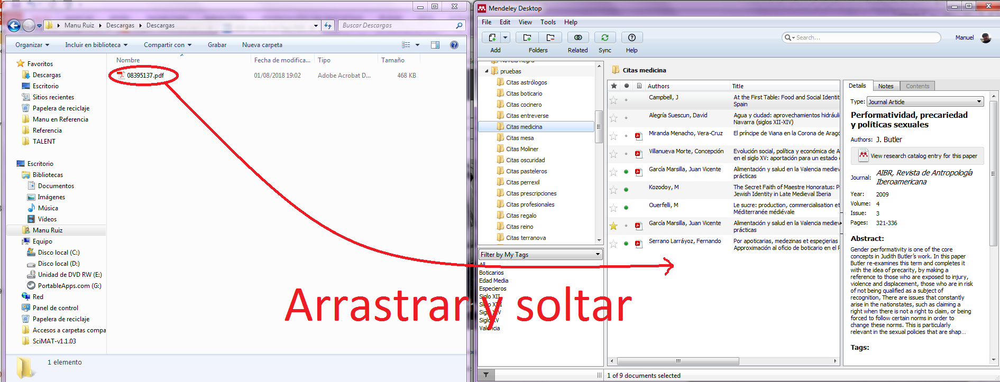 Manu Ruiz
Descargas
Descargas
Buscar Descargas
Organizar
Incluir en biblioteca
Compartir con
Grabar
Nueva carpeta
Nombre
Fecha de modifica...
Tipo
Tamaño
08395137.pdf
01/08/2018 19:02
Adobe Acrobat D...
468 KB
Favoritos
Descargas
Escritorio
Sitios recientes
Papelera de reciclaje
Manu en Referencia
Referencia
TALENT
Escritorio
Bibliotecas
Documentos
Imágenes
Música
Vídeos
Manu Ruiz
Equipo
Disco local (C:)
Disco local (D:)
Unidad de DVD RW (E:)
PortableApps.com (G:)
Red
Panel de control
Papelera de reciclaje
Accesos a carpetas compa
SciMAT-v1.1.03
1 elemento
Arrastrar y soltar
Mendeley Desktop
File Edit View Tools Help
Add
Folders
Related
Sync
Help
Search...
Manuel
Novela negra
pruebas
Citas astrólogos
Citas boticario
Citas cocinero
Citas entreverse
Citas medicina
Citas mesa
Citas Moliner
Citas oscuridad
Citas pasteleros
Citas perrexil
Citas prescripciones
Citas profesionales
Citas regalo
Citas reino
Citas terranova
Filter by My Tags
All
Boticarios
Edad Media
Especieros
Siglo XII
Siglo XIII
Siglo XIV
Siglo XV
Valencia
Citas medicina
Authors
Title
Campbell, J
At the First Table: Food and Social Identit
Spain
Alegría Suescun, David
Agua y ciudad: aprovechamientos hidráulic
Navarra (siglos XII-XIV)
Miranda Menacho, Vera-Cruz
El príncipe de Viana en la Corona de Aragó
Villanueva Morte, Concepción
Evolución social, política y económica de A
en el siglo XV: aportación para un estado
García Marsilla, Juan Vicente
Alimentación y salud en la Valencia mediev
prácticas
Kozodoy, M
The Secret Faith of Maestre Honoratus: P
Jewish Identity in Late Medieval Iberia
Ouerfelli, M
Le sucre: production, commercialisation et
Méditerranée médiévale
García Marsilla, Juan Vicente
Alimentación y salud en la Valencia mediev
prácticas
Serrano Larráyoz, Fernando
Por apoticarias, medezinas et espeçierias
Approximación al oficio de boticario en el R
1 of 9 documents selected
Details
Notes
Contents
Type: Journal Article
Performatividad, precariedad
y políticas sexuales
Authors: J. Butler
View research catalog entry for this paper
Journal: AIBR, Revista de Antropología
Iberoamericana
Year: 2009
Volume: 4
Issue: 3
Pages: 321-336
Abstract:
Gender performativity is one of the core
concepts in Judith Butler's work. In this paper
Butler re-examines this term and completes it
with the idea of precarity, by making a
reference to those who are exposed to injury,
violence and displacement, those who are in risk
of not being qualified as a subject of
recognition, There are issues that constantly
arise in the nationstates, such as claiming a
right when there is not a right to claim, or being
forced to follow certain norms in order to
change these norms. This is particularly
relevant in the sexual policies that are shap...
Tags: